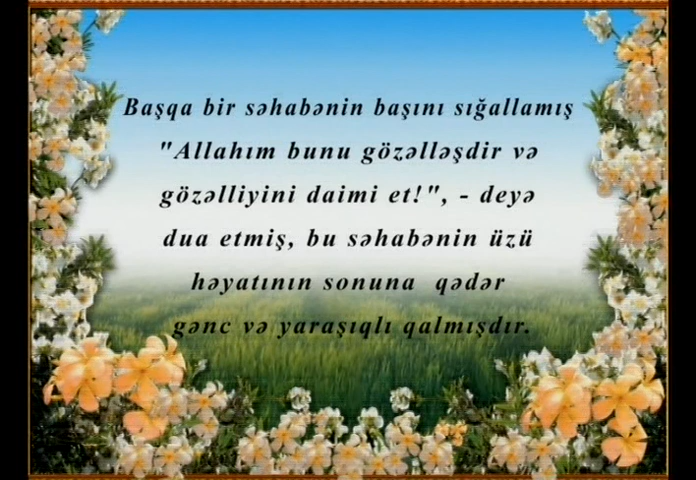 Başqa bir səhabənin başını sığallamış
"Allahım bunu gözəlləşdir və
gözəlliyini daimi et!", - deyə
dua etmiş, bu səhabənin üzü
həyatının sonuna qədər
gənc və yaraşıqlı qalmışdır.